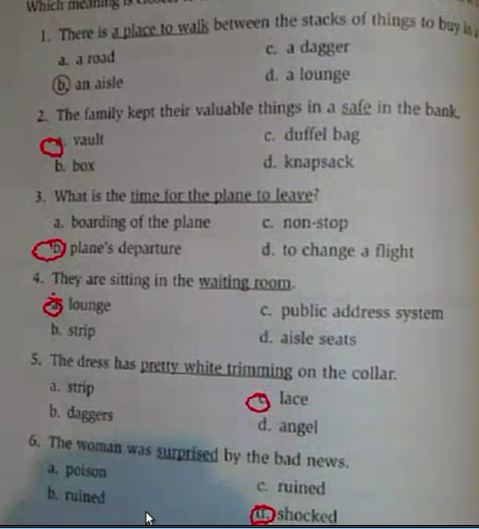 Which meaning is
1. There is a place to walk between the stacks of things to buy in
a. a road c. a dagger
b. an aisle d. a lounge
2. The family kept their valuable things in a safe in the bank.
a. vault c. duffel bag
b. box d. knapsack
3. What is the time for the plane to leave?
a. boarding of the plane c. non-stop
b. plane's departure d. to change a flight
4. They are sitting in the waiting room.
a. lounge c. public address system
b. strip d. aisle seats
5. The dress has pretty white trimming on the collar.
a. strip c. lace
b. daggers d. angel
6. The woman was surprised by the bad news.
a. poison c. ruined
b. ruined d. shocked